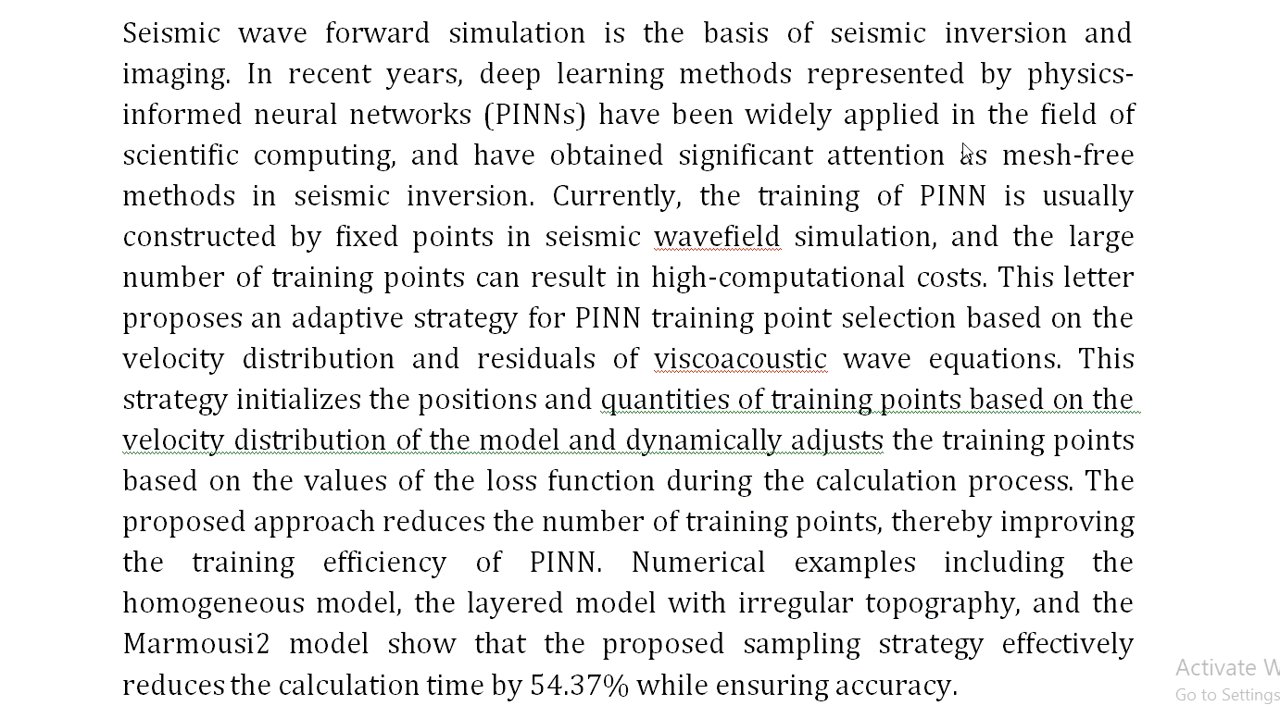 Seismic wave forward simulation is the basis of seismic inversion and
imaging. In recent years, deep learning methods represented by physics-
informed neural networks (PINNs) have been widely applied in the field of
scientific computing, and have obtained significant attention as mesh-free
methods in seismic inversion. Currently, the training of PINN is usually
constructed by fixed points in seismic wavefield simulation, and the large
number of training points can result in high-computational costs. This letter
proposes an adaptive strategy for PINN training point selection based on the
velocity distribution and residuals of viscoacoustic wave equations. This
strategy initializes the positions and quantities of training points based on the
velocity distribution of the model and dynamically adjusts the training points
based on the values of the loss function during the calculation process. The
proposed approach reduces the number of training points, thereby improving
the training efficiency of PINN. Numerical examples including the
homogeneous model, the layered model with irregular topography, and the
Marmousi2 model show that the proposed sampling strategy effectively
reduces the calculation time by 54.37% while ensuring accuracy.
Activate W
Go to Settings